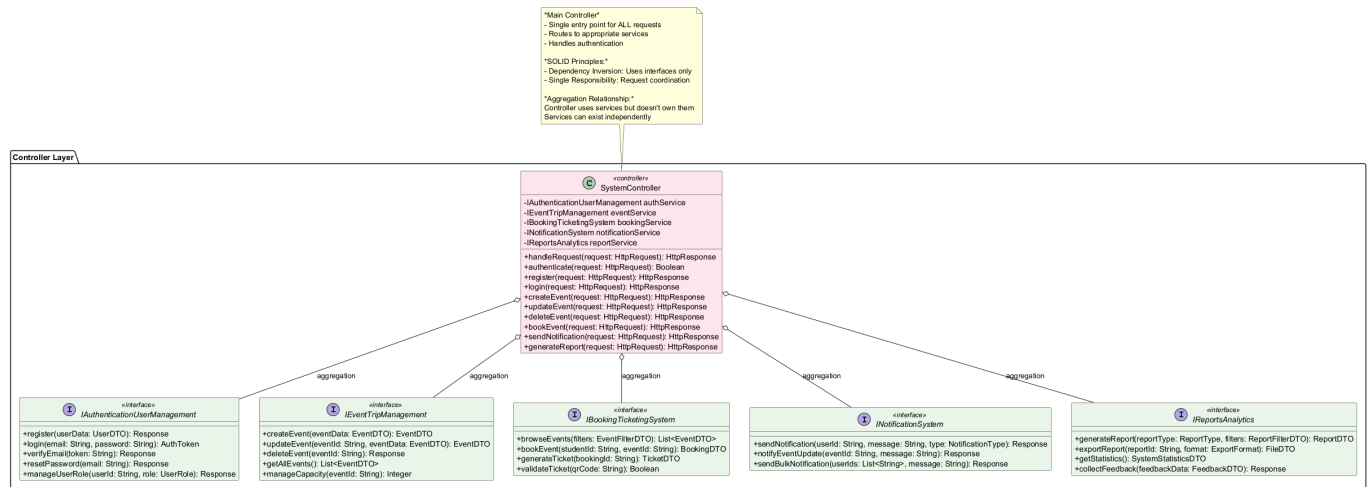 *Main Controller*
- Single entry point for ALL requests
- Routes to appropriate services
- Handles authentication
*SOLID Principles:*
- Dependency Inversion: Uses interfaces only
- Single Responsibility: Request coordination
*Aggregation Relationship:*
Controller uses services but doesn't own them
Services can exist independently
Controller Layer
C
«controller»
SystemController
-IAuthenticationUserManagement authService
-IEventTripManagement eventService
-IBookingTicketingSystem bookingService
-INotificationSystem notificationService
-IReportsAnalytics reportService
+handleRequest(request: HttpRequest): HttpResponse
+authenticate(request: HttpRequest): Boolean
+register(request: HttpRequest): HttpResponse
+login(request: HttpRequest): HttpResponse
+createEvent(request: HttpRequest): HttpResponse
+updateEvent(request: HttpRequest): HttpResponse
+deleteEvent(request: HttpRequest): HttpResponse
+bookEvent(request: HttpRequest): HttpResponse
+sendNotification(request: HttpRequest): HttpResponse
+generateReport(request: HttpRequest): HttpResponse
aggregation
aggregation
aggregation
aggregation
aggregation
I
«interface»
IAuthenticationUserManagement
+register(userData: UserDTO): Response
+login(email: String, password: String): AuthToken
+verifyEmail(token: String): Response
+resetPassword(email: String): Response
+manageUserRole(userId: String, role: UserRole): Response
I
«interface»
IEventTripManagement
+createEvent(eventData: EventDTO): EventDTO
+updateEvent(eventId: String, eventData: EventDTO): EventDTO
+deleteEvent(eventId: String): Response
+getAllEvents(): List<EventDTO>
+manageCapacity(eventId: String): Integer
I
«interface»
IBookingTicketingSystem
+browseEvents(filters: EventFilterDTO): List<EventDTO>
+bookEvent(studentId: String, eventId: String): BookingDTO
+generateTicket(bookingId: String): TicketDTO
+validateTicket(qrCode: String): Boolean
I
«interface»
INotificationSystem
+sendNotification(userId: String, message: String, type: NotificationType): Response
+notifyEventUpdate(eventId: String, message: String): Response
+sendBulkNotification(userIds: List<String>, message: String): Response
I
«interface»
IReportsAnalytics
+generateReport(reportType: ReportType, filters: ReportFilterDTO): ReportDTO
+exportReport(reportId: String, format: ExportFormat): FileDTO
+getStatistics(): SystemStatisticsDTO
+collectFeedback(feedbackData: FeedbackDTO): Response